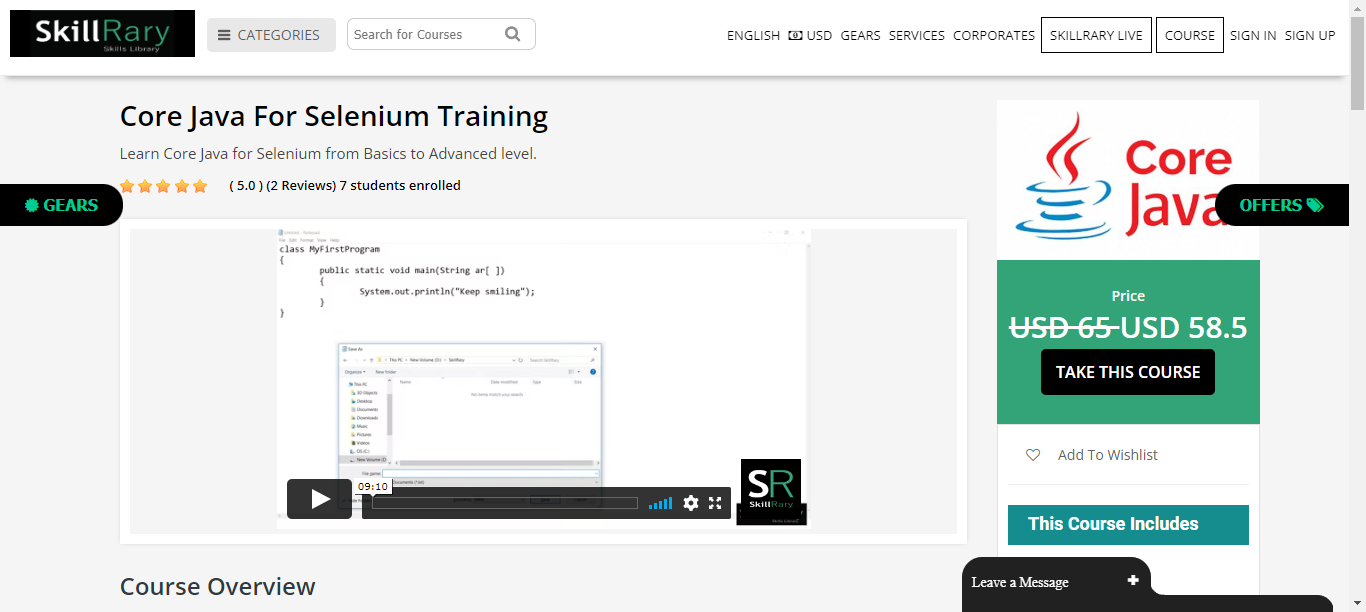 SkillRary
Skills Library
CATEGORIES
Search for Courses
ENGLISH USD GEARS SERVICES CORPORATES SKILLRARY LIVE COURSE SIGN IN SIGN UP
Core Java For Selenium Training
Learn Core Java for Selenium from Basics to Advanced level.
( 5.0 ) (2 Reviews) 7 students enrolled
GEARS
Core
Java
OFFERS
class MyFirstProgram
{
public static void main(String ar[ ])
{
System.out.println("Keep smiling");
}
}
Save As
This PC > New Volume (D:) > SkillRary
Search SkillRary
Organize
New folder
Name
Date modified
Type
Size
No items match your search.
This PC
3D Objects
Desktop
Documents
Downloads
Music
Pictures
Videos
OS (C:)
File name:
09:10
SR
SkillRary
Price
USD 65 USD 58.5
TAKE THIS COURSE
Add To Wishlist
This Course Includes
Course Overview
Leave a Message